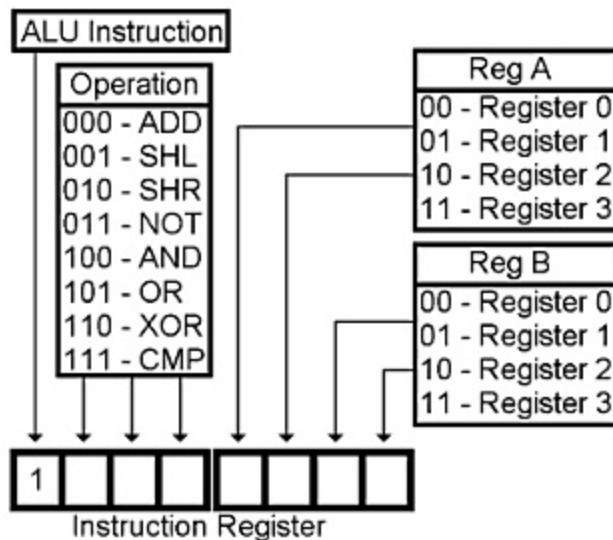 ALU Instruction
Operation
000 - ADD
001 - SHL
010 - SHR
011 - NOT
100 - AND
101 - OR
110 - XOR
111 - CMP
Reg A
00 - Register 0
01 - Register 1
10 - Register 2
11 - Register 3
Reg B
00 - Register 0
01 - Register 1
10 - Register 2
11 - Register 3
1
Instruction Register